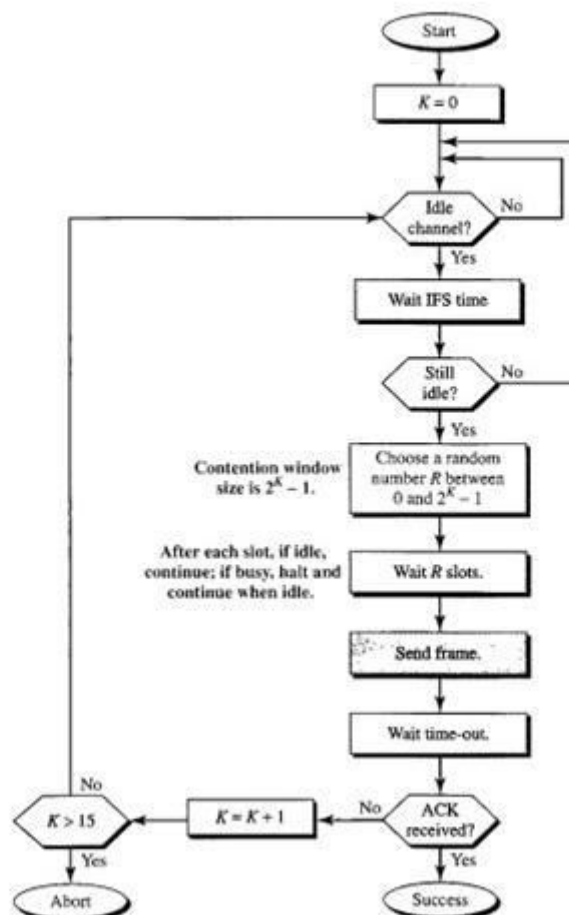 Start
K = 0
Idle
channel?
No
Yes
Wait IFS time
Still
idle?
No
Yes
Contention window
size is 2^K – 1.
Choose a random
number R between
0 and 2^K – 1
After each slot, if idle,
continue; if busy, halt and
continue when idle.
Wait R slots.
Send frame.
Wait time-out.
No
K > 15
K = K + 1
No
ACK
received?
Yes
Yes
Abort
Success